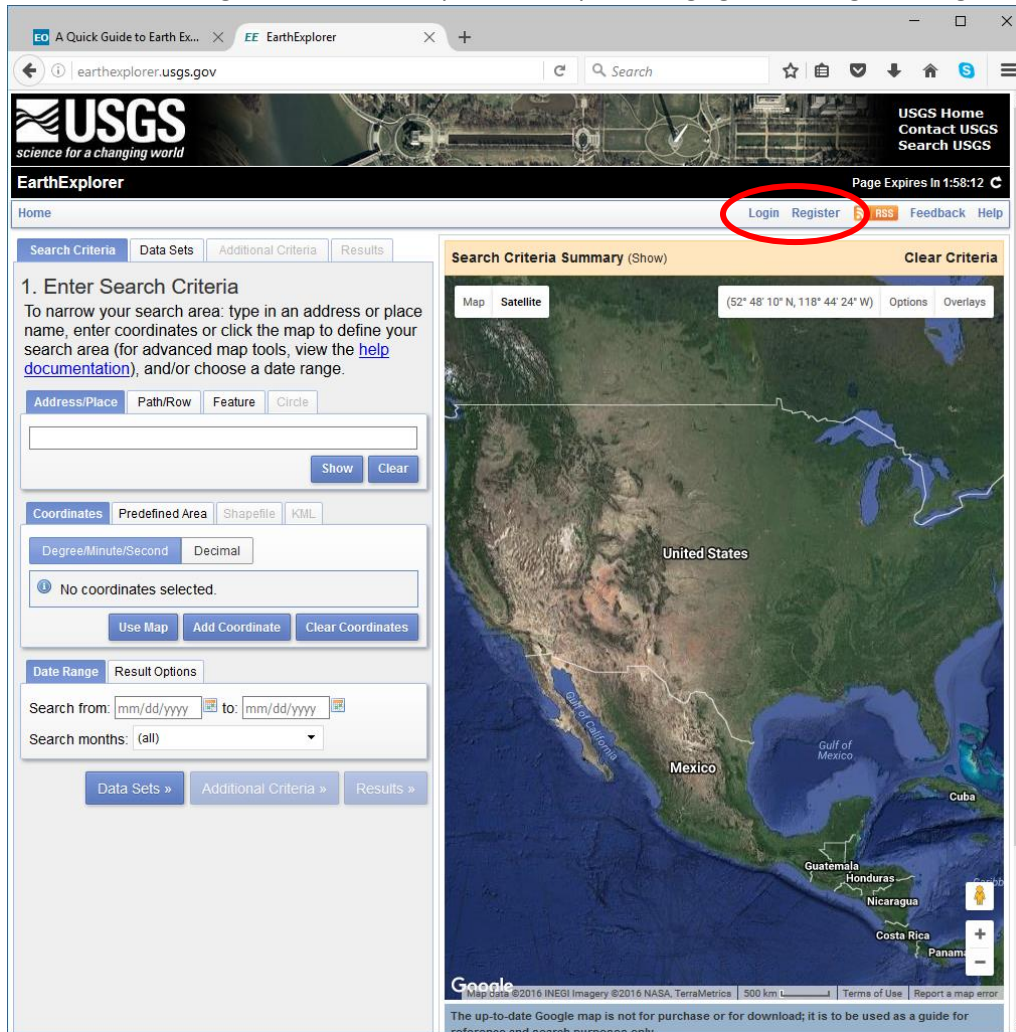 EO A Quick Guide to Earth Ex...
EE EarthExplorer
earthexplorer.usgs.gov
Search
USGS
science for a changing world
USGS Home
Contact USGS
Search USGS
EarthExplorer
Page Expires In 1:58:12
Home
Login Register RSS Feedback Help
Search Criteria Data Sets Additional Criteria Results
1. Enter Search Criteria
To narrow your search area: type in an address or place
name, enter coordinates or click the map to define your
search area (for advanced map tools, view the help
documentation), and/or choose a date range.
Address/Place Path/Row Feature Circle
Show Clear
Coordinates Predefined Area Shapefile KML
Degree/Minute/Second Decimal
No coordinates selected.
Use Map Add Coordinate Clear Coordinates
Date Range Result Options
Search from: mm/dd/yyyy to: mm/dd/yyyy
Search months: (all)
Data Sets » Additional Criteria » Results »
Search Criteria Summary (Show) Clear Criteria
Map Satellite (52° 48' 10" N, 118° 44' 24" W) Options Overlays
United States
Gulf of California
Gulf of
Mexico
Mexico
Cuba
Guatemala
Honduras
Nicaragua
Costa Rica
Google
Map data ©2016 INEGI Imagery ©2016 NASA, TerraMetrics 500 km Terms of Use Report a map error
The up-to-date Google map is not for purchase or for download; it is to be used as a guide for
reference and search purposes only.